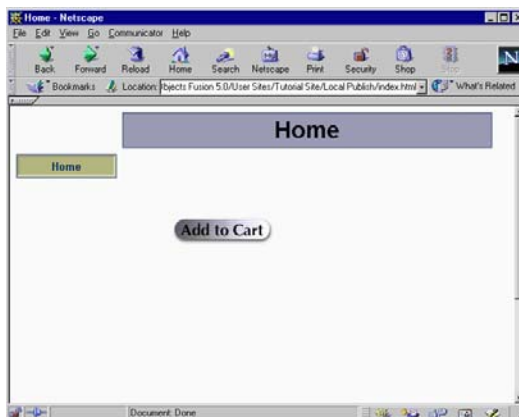 Home - Netscape
File Edit View Go Communicator Help
Back Forward Reload Home Search Netscape Print Security Shop Stop
N
Bookmarks Location: bjects Fusion 5.0/User Sites/Tutorial Site/Local Publish/index.html What's Related
Home
Home
Add to Cart
Document: Done